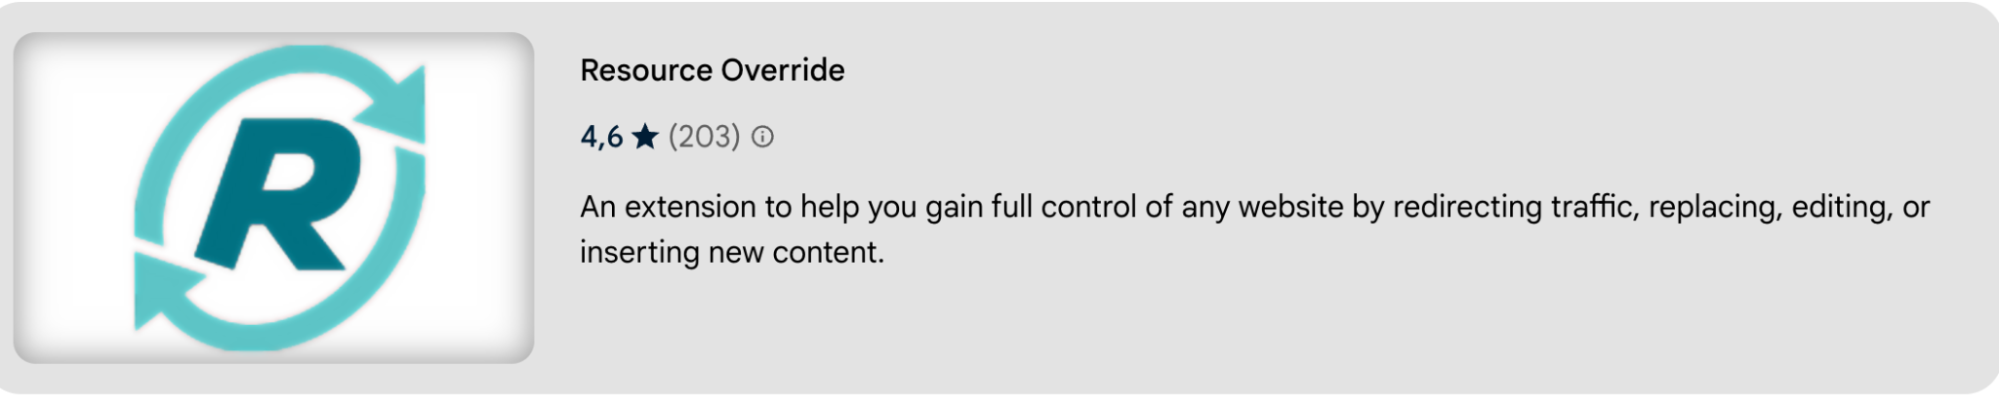 R
Resource Override
4,6 ★ (203)
An extension to help you gain full control of any website by redirecting traffic, replacing, editing, or
inserting new content.